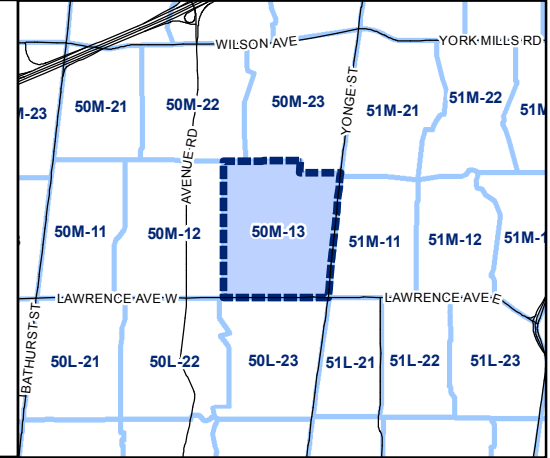 WILSON AVE
YORK MILLS RD
M-23
50M-21
50M-22
50M-23
51M-21
51M-22
51M
YONGE ST
AVENUE RD
50M-11
50M-12
50M-13
51M-11
51M-12
51M-1
LAWRENCE AVE W
LAWRENCE AVE E
BATHURST ST
50L-21
50L-22
50L-23
51L-21
51L-22
51L-23